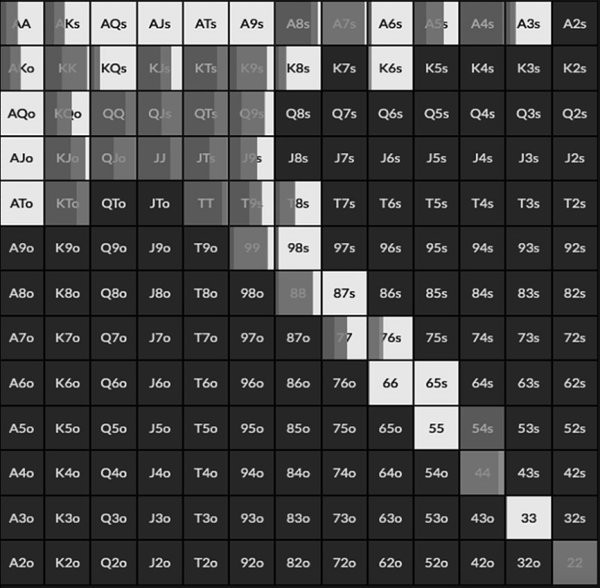 AA AKs AQs AJs ATs A9s A8s A7s A6s A5s A4s A3s A2s
AKo KK KQs KJs KTs K9s K8s K7s K6s K5s K4s K3s K2s
AQo KQo QQ QJs QTs Q9s Q8s Q7s Q6s Q5s Q4s Q3s Q2s
AJo KJo QJo JJ JTs J9s J8s J7s J6s J5s J4s J3s J2s
ATo KTo QTo JTo TT T9s T8s T7s T6s T5s T4s T3s T2s
A9o K9o Q9o J9o T9o 99 98s 97s 96s 95s 94s 93s 92s
A8o K8o Q8o J8o T8o 98o 88 87s 86s 85s 84s 83s 82s
A7o K7o Q7o J7o T7o 97o 87o 77 76s 75s 74s 73s 72s
A6o K6o Q6o J6o T6o 96o 86o 76o 66 65s 64s 63s 62s
A5o K5o Q5o J5o T5o 95o 85o 75o 65o 55 54s 53s 52s
A4o K4o Q4o J4o T4o 94o 84o 74o 64o 54o 44 43s 42s
A3o K3o Q3o J3o T3o 93o 83o 73o 63o 53o 43o 33 32s
A2o K2o Q2o J2o T2o 92o 82o 72o 62o 52o 42o 32o 22